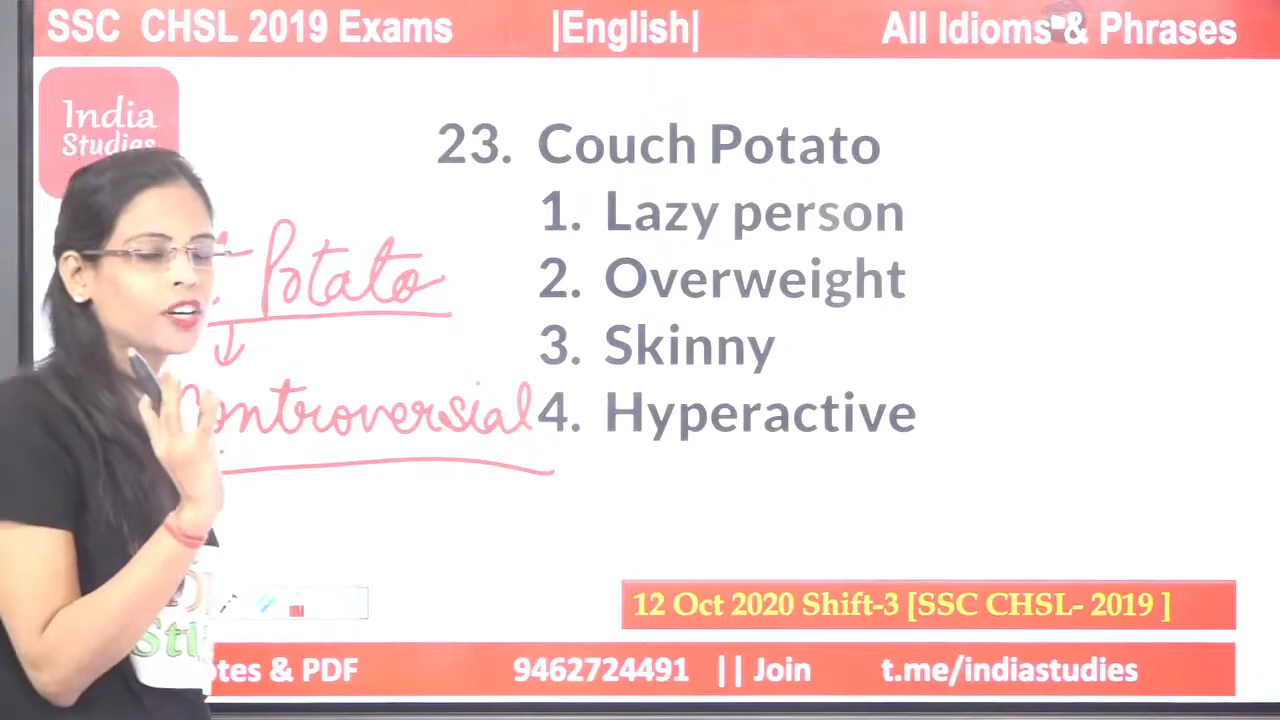 SSC CHSL 2019 Exams |English| All Idioms & Phrases
India
Studies
23. Couch Potato
1. Lazy person
2. Overweight
3. Skinny
4. Hyperactive
Potato
ontroversial
12 Oct 2020 Shift-3 [SSC CHSL- 2019 ]
otes & PDF 9462724491 || Join t.me/indiastudies